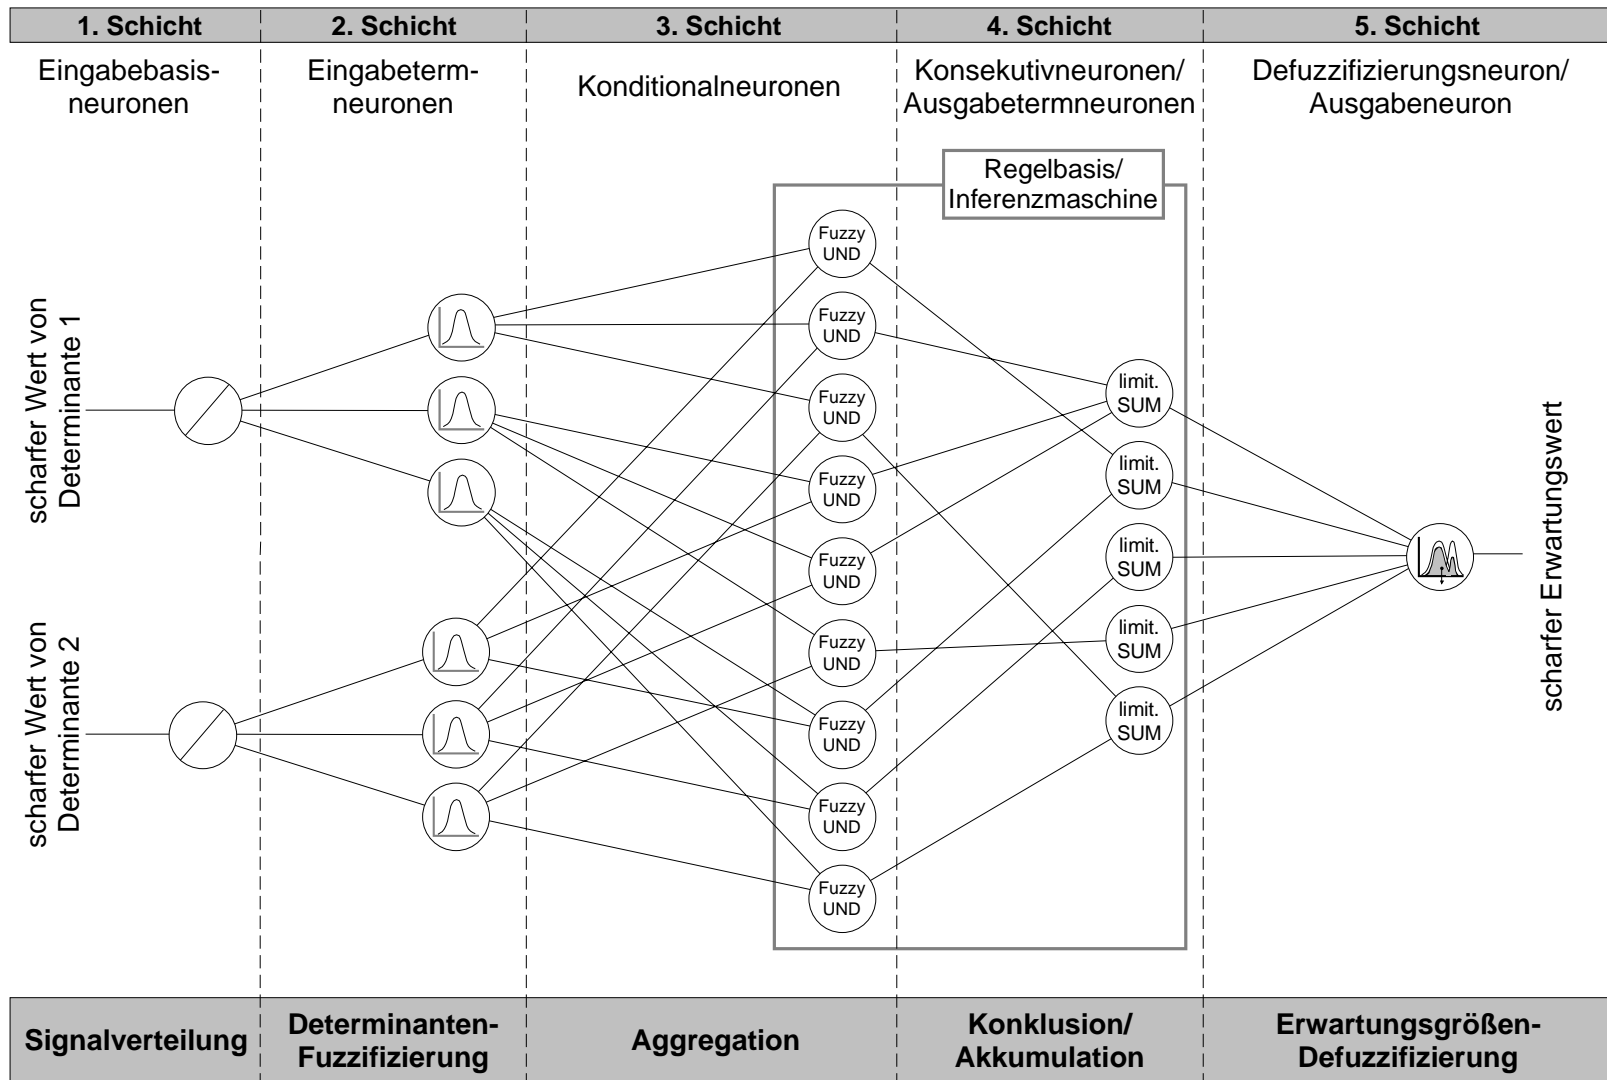 1. Schicht
2. Schicht
3. Schicht
4. Schicht
5. Schicht
Eingabebasis-
neuronen
Eingabeterm-
neuronen
Konditionalneuronen
Konsekutivneuronen/
Ausgabetermneuronen
Defuzzifizierungsneuron/
Ausgabeneuron
Regelbasis/
Inferenzmaschine
scharfer Wert von
Determinante 1
scharfer Wert von
Determinante 2
Fuzzy
UND
Fuzzy
UND
Fuzzy
UND
Fuzzy
UND
Fuzzy
UND
Fuzzy
UND
Fuzzy
UND
Fuzzy
UND
Fuzzy
UND
limit.
SUM
limit.
SUM
limit.
SUM
limit.
SUM
limit.
SUM
scharfer Erwartungswert
Signalverteilung
Determinanten-
Fuzzifizierung
Aggregation
Konklusion/
Akkumulation
Erwartungsgrößen-
Defuzzifizierung